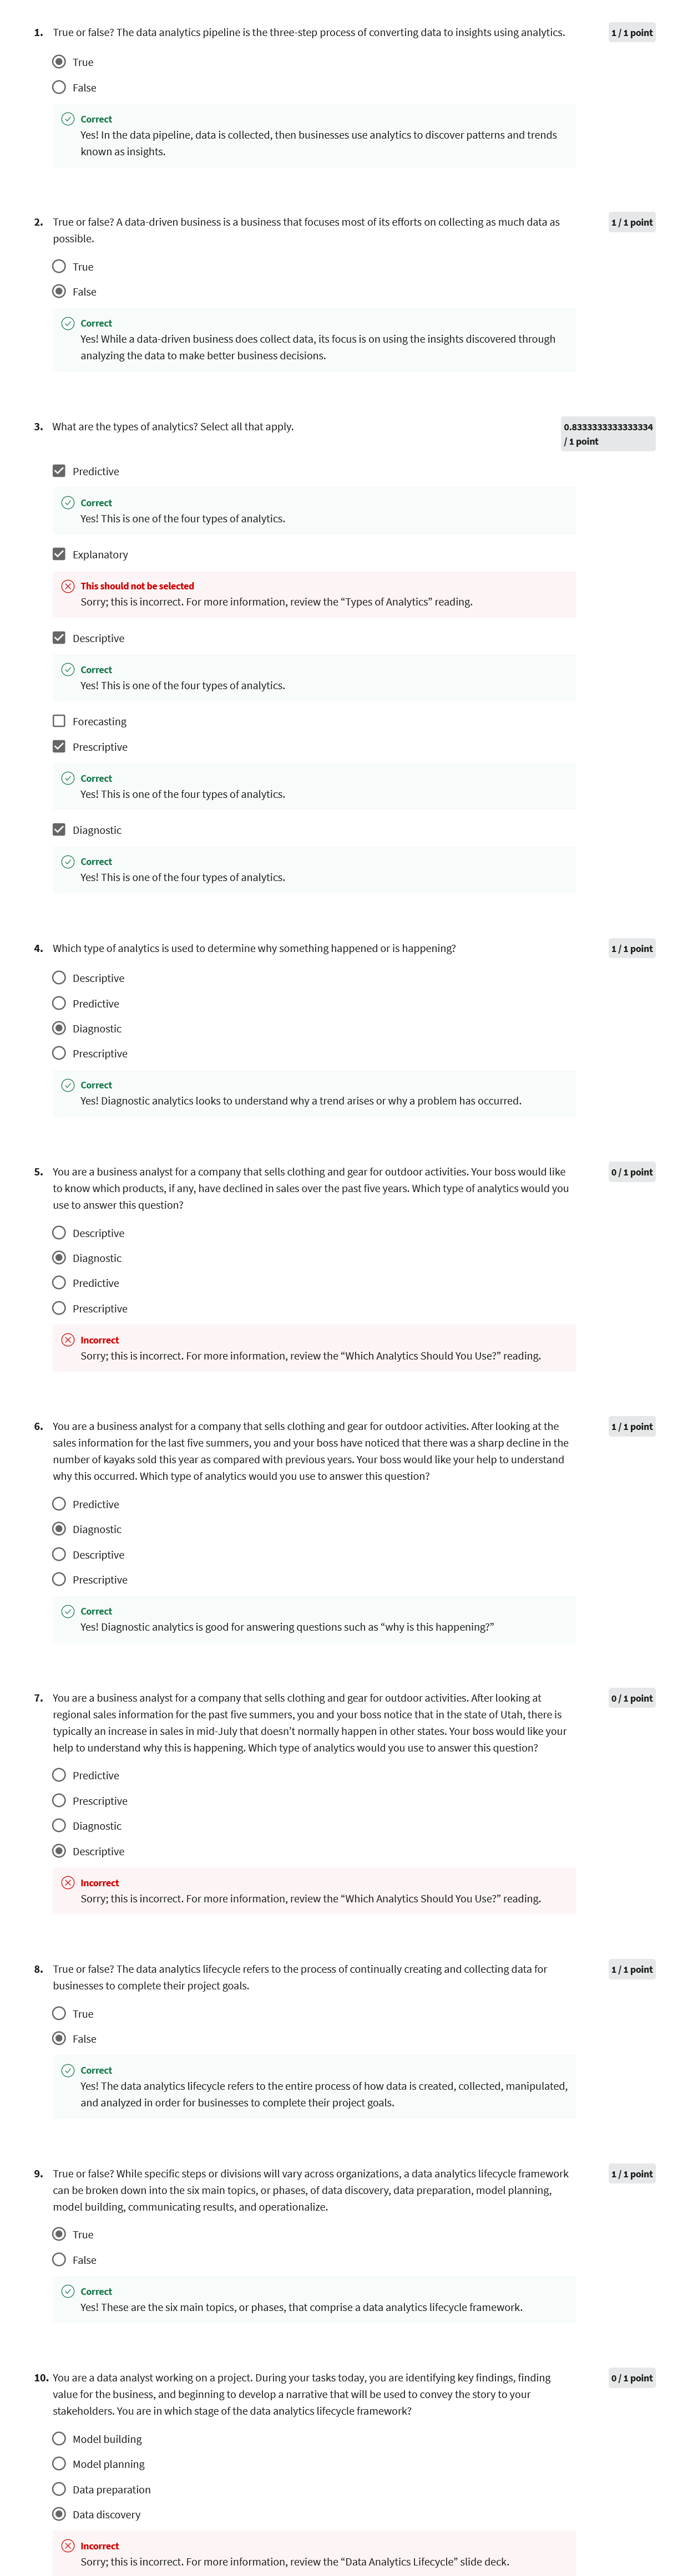 1. True or false? The data analytics pipeline is the three-step process of converting data to insights using analytics.
1 / 1 point
True
False
Correct
Yes! In the data pipeline, data is collected, then businesses use analytics to discover patterns and trends
known as insights.
2. True or false? A data-driven business is a business that focuses most of its efforts on collecting as much data as
possible.
1 / 1 point
True
False
Correct
Yes! While a data-driven business does collect data, its focus is on using the insights discovered through
analyzing the data to make better business decisions.
3. What are the types of analytics? Select all that apply.
0.8333333333333334
/ 1 point
Predictive
Correct
Yes! This is one of the four types of analytics.
Explanatory
This should not be selected
Sorry; this is incorrect. For more information, review the “Types of Analytics” reading.
Descriptive
Correct
Yes! This is one of the four types of analytics.
Forecasting
Prescriptive
Correct
Yes! This is one of the four types of analytics.
Diagnostic
Correct
Yes! This is one of the four types of analytics.
4. Which type of analytics is used to determine why something happened or is happening?
1 / 1 point
Descriptive
Predictive
Diagnostic
Prescriptive
Correct
Yes! Diagnostic analytics looks to understand why a trend arises or why a problem has occurred.
5. You are a business analyst for a company that sells clothing and gear for outdoor activities. Your boss would like
to know which products, if any, have declined in sales over the past five years. Which type of analytics would you
use to answer this question?
0 / 1 point
Descriptive
Diagnostic
Predictive
Prescriptive
Incorrect
Sorry; this is incorrect. For more information, review the “Which Analytics Should You Use?” reading.
6. You are a business analyst for a company that sells clothing and gear for outdoor activities. After looking at the
sales information for the last five summers, you and your boss have noticed that there was a sharp decline in the
number of kayaks sold this year as compared with previous years. Your boss would like your help to understand
why this occurred. Which type of analytics would you use to answer this question?
1 / 1 point
Predictive
Diagnostic
Descriptive
Prescriptive
Correct
Yes! Diagnostic analytics is good for answering questions such as “why is this happening?”
7. You are a business analyst for a company that sells clothing and gear for outdoor activities. After looking at
regional sales information for the past five summers, you and your boss notice that in the state of Utah, there is
typically an increase in sales in mid-July that doesn’t normally happen in other states. Your boss would like your
help to understand why this is happening. Which type of analytics would you use to answer this question?
0 / 1 point
Predictive
Prescriptive
Diagnostic
Descriptive
Incorrect
Sorry; this is incorrect. For more information, review the “Which Analytics Should You Use?” reading.
8. True or false? The data analytics lifecycle refers to the process of continually creating and collecting data for
businesses to complete their project goals.
1 / 1 point
True
False
Correct
Yes! The data analytics lifecycle refers to the entire process of how data is created, collected, manipulated,
and analyzed in order for businesses to complete their project goals.
9. True or false? While specific steps or divisions will vary across organizations, a data analytics lifecycle framework
can be broken down into the six main topics, or phases, of data discovery, data preparation, model planning,
model building, communicating results, and operationalize.
1 / 1 point
True
False
Correct
Yes! These are the six main topics, or phases, that comprise a data analytics lifecycle framework.
10. You are a data analyst working on a project. During your tasks today, you are identifying key findings, finding
value for the business, and beginning to develop a narrative that will be used to convey the story to your
stakeholders. You are in which stage of the data analytics lifecycle framework?
0 / 1 point
Model building
Model planning
Data preparation
Data discovery
Incorrect
Sorry; this is incorrect. For more information, review the “Data Analytics Lifecycle” slide deck.